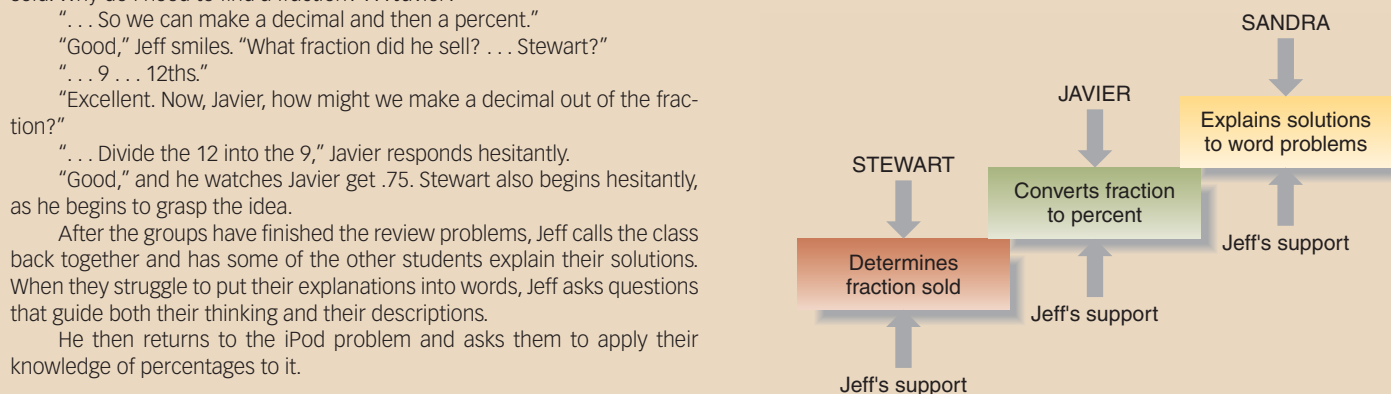 sold. Why do I need to find a fraction? . . . Javier?"
". . . So we can make a decimal and then a percent."
"Good," Jeff smiles. "What fraction did he sell? . . . Stewart?"
". . . 9 . . . 12ths."
"Excellent. Now, Javier, how might we make a decimal out of the frac-
tion?"
". . . Divide the 12 into the 9," Javier responds hesitantly.
"Good," and he watches Javier get .75. Stewart also begins hesitantly,
as he begins to grasp the idea.
After the groups have finished the review problems, Jeff calls the class
back together and has some of the other students explain their solutions.
When they struggle to put their explanations into words, Jeff asks questions
that guide both their thinking and their descriptions.
He then returns to the iPod problem and asks them to apply their
knowledge of percentages to it.
STEWART
Determines
fraction sold
Jeff's support
JAVIER
Converts fraction
to percent
Jeff's support
SANDRA
Explains solutions
to word problems
Jeff's support